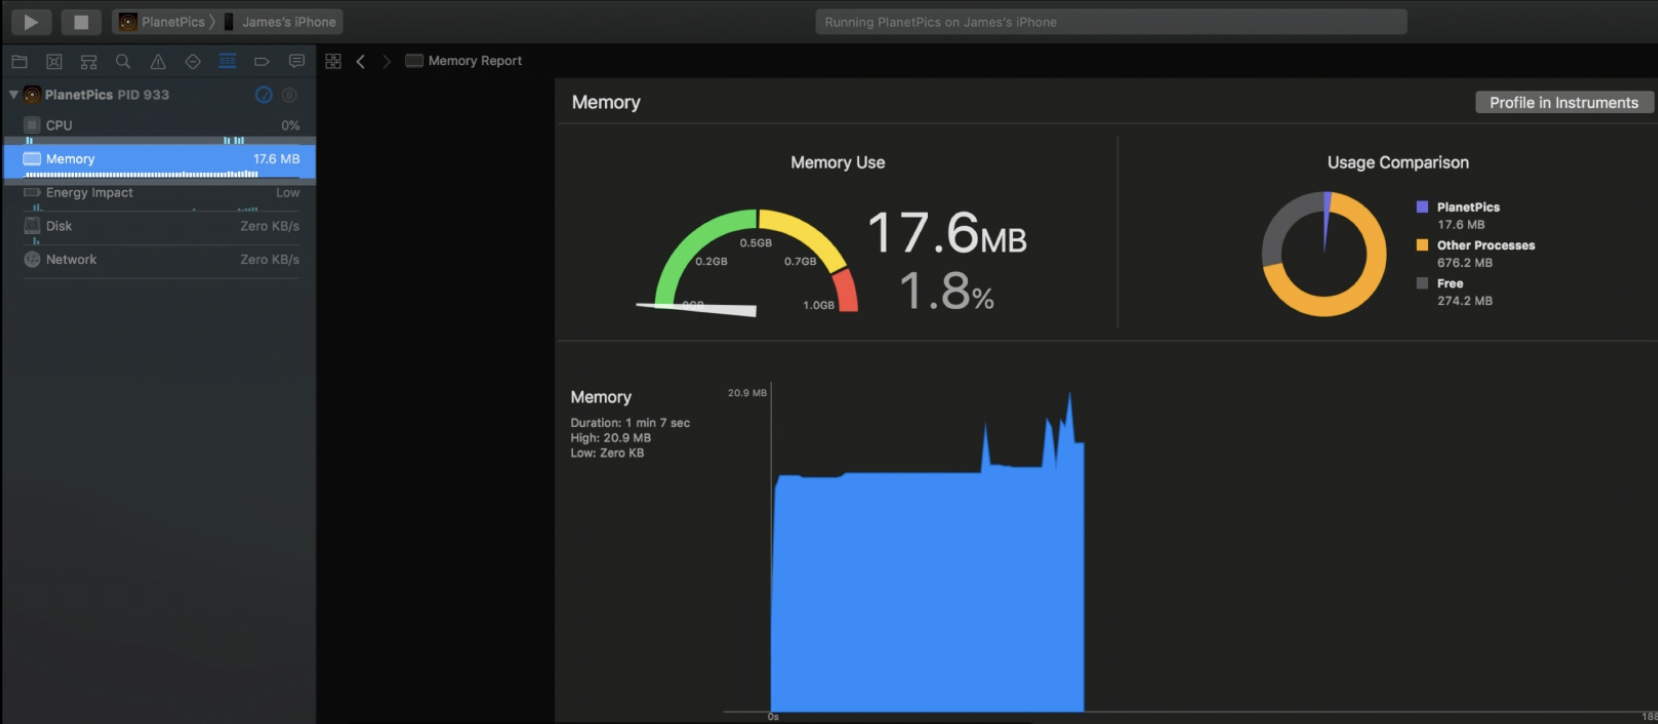 PlanetPics
James's iPhone
Running PlanetPics on James's iPhone
Memory Report
PlanetPics PID 933
CPU 0%
Memory 17.6 MB
Energy Impact Low
Disk Zero KB/s
Network Zero KB/s
Memory
Profile in Instruments
Memory Use
0GB
0.2GB
0.5GB
0.7GB
1.0GB
17.6MB
1.8%
Usage Comparison
PlanetPics
17.6 MB
Other Processes
676.2 MB
Free
274.2 MB
Memory
Duration: 1 min 7 sec
High: 20.9 MB
Low: Zero KB
20.9 MB
0s